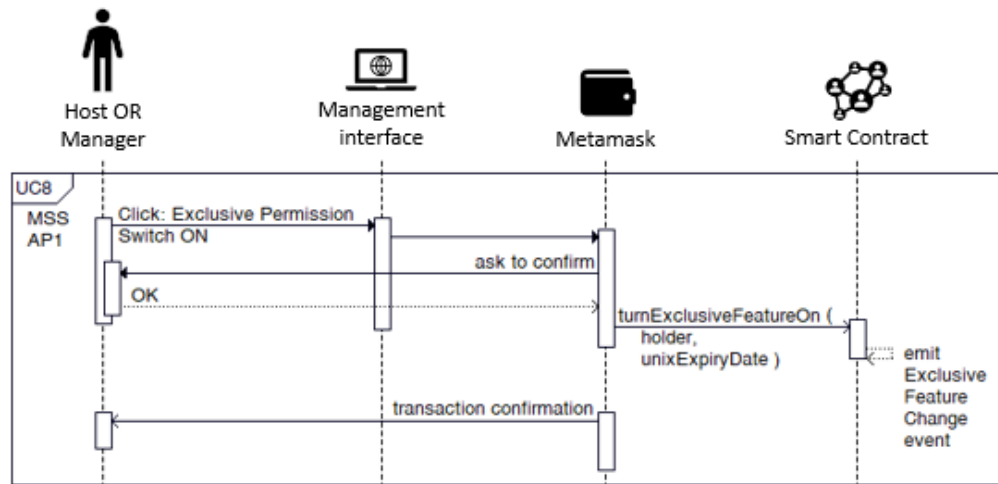 Host OR
Manager
Management
interface
Metamask
Smart Contract
UC8
MSS
AP1
Click: Exclusive Permission
Switch ON
ask to confirm
OK
turnExclusiveFeatureOn (
holder,
unixExpiryDate )
emit
Exclusive
Feature
Change
event
transaction confirmation